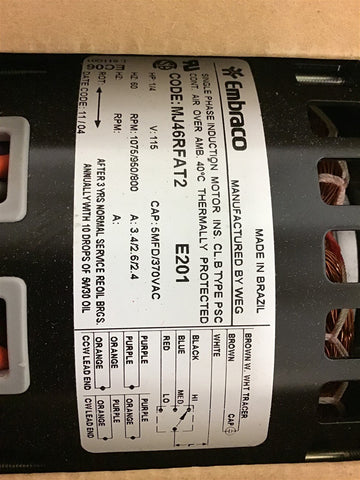 Embraco
MADE IN BRAZIL
MANUFACTURED BY WEG
SINGLE PHASE INDUCTION MOTOR INS. CL.B TYPE PSC
CONT. AIR OVER AMB. 40°C THERMALLY PROTECTED
CODE: MJ46RFAT2 E201
HP: 1/4 V: 115 CAP.: 5MFD/370VAC
HZ: 60 RPM: 1075/950/800 A: 3.4/2.6/2.4
HZ: RPM: A:
ROT:
AFTER 3 YRS NORMAL SERVICE REOIL BRGS.
ANNUALLY WITH 10 DROPS OF 5W30 OIL
DATE CODE: 11/04
BROWN W. WHT TRACER
BROWN CAP
WHITE
BLACK HI
BLUE MED
RED LO
PURPLE PURPLE
PURPLE ORANGE
ORANGE PURPLE
ORANGE ORANGE
CCW LEAD END CW LEAD END